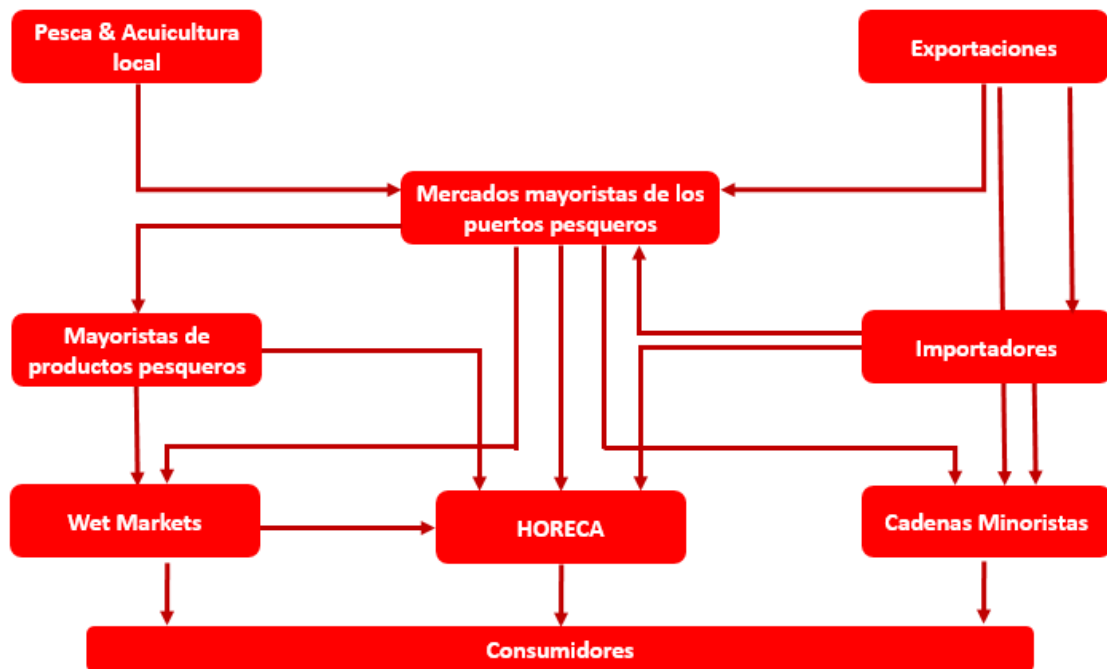 Pesca & Acuicultura
local
Exportaciones
Mercados mayoristas de los
puertos pesqueros
Mayoristas de
productos pesqueros
Importadores
Wet Markets
HORECA
Cadenas Minoristas
Consumidores